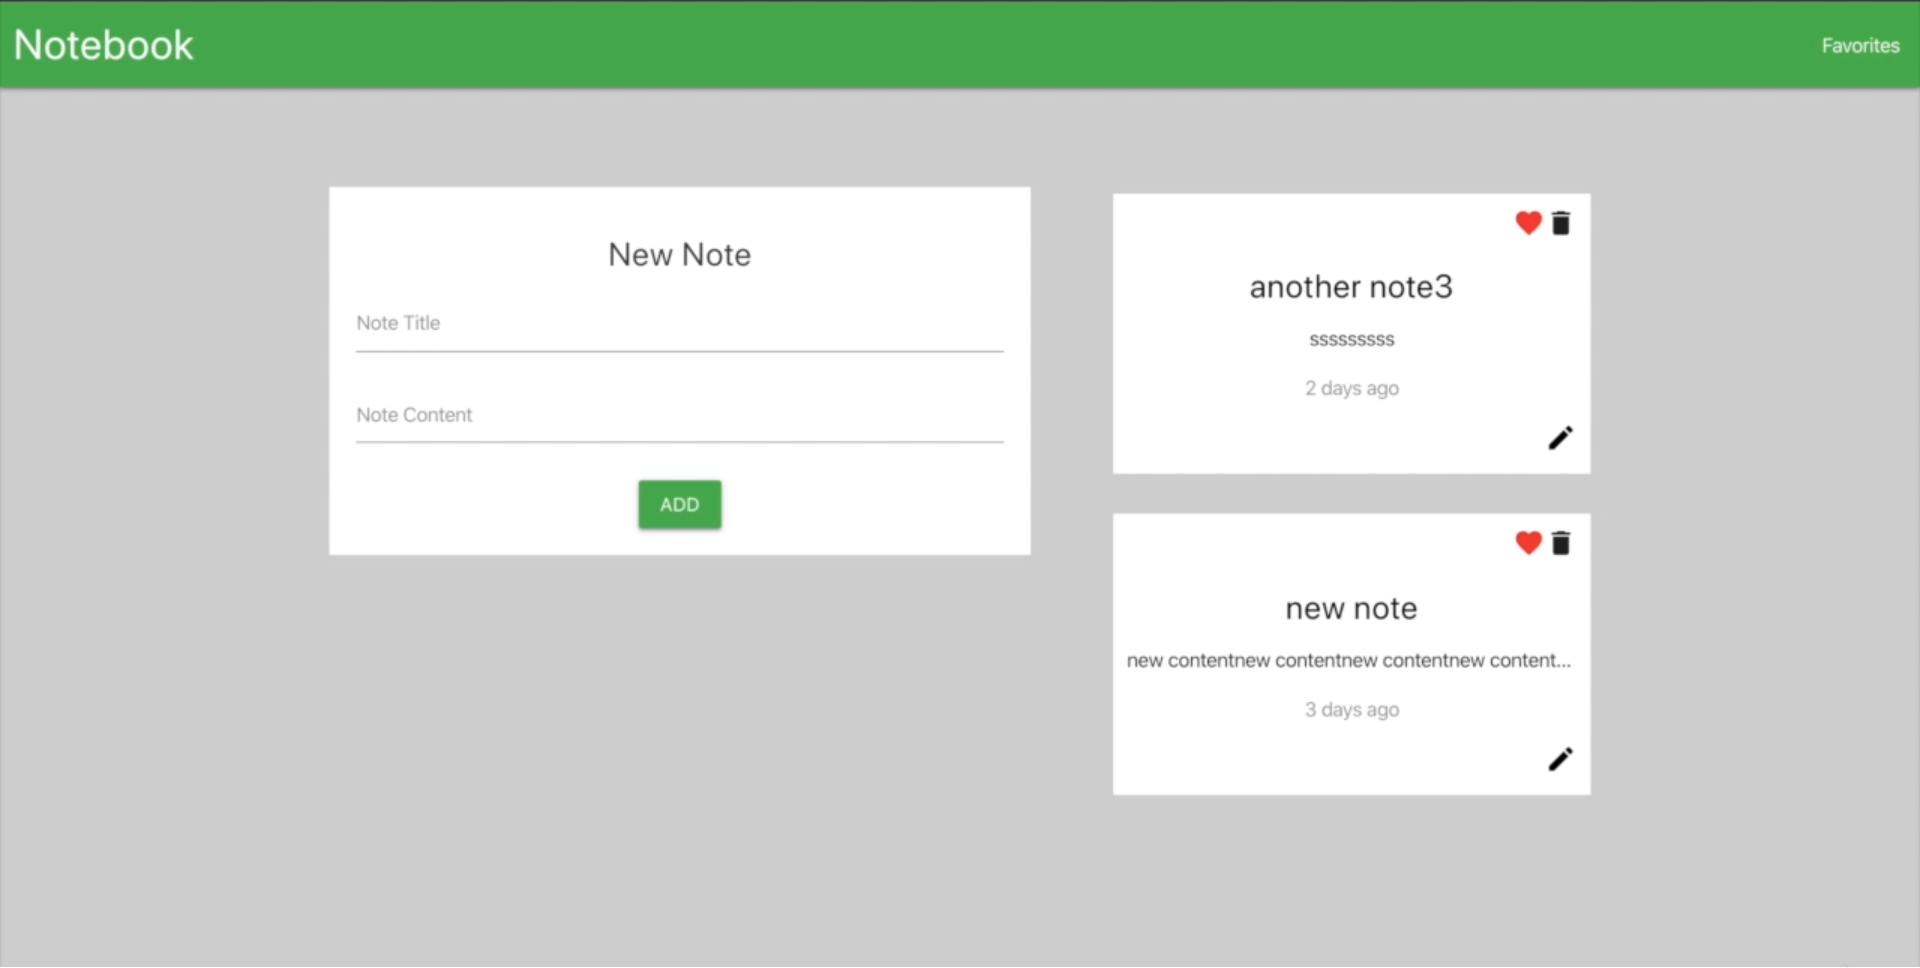 Notebook
Favorites
New Note
Note Title
Note Content
ADD
another note3
sssssssss
2 days ago
new note
new contentnew contentnew contentnew content...
3 days ago